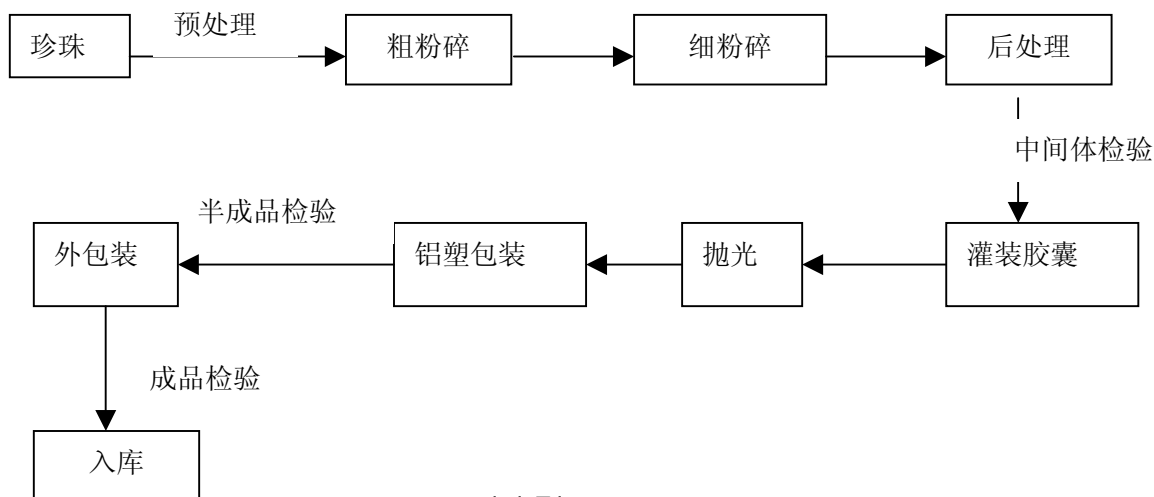 珍珠
预处理
粗粉碎
细粉碎
后处理
中间体检验
灌装胶囊
抛光
铝塑包装
半成品检验
外包装
成品检验
入库